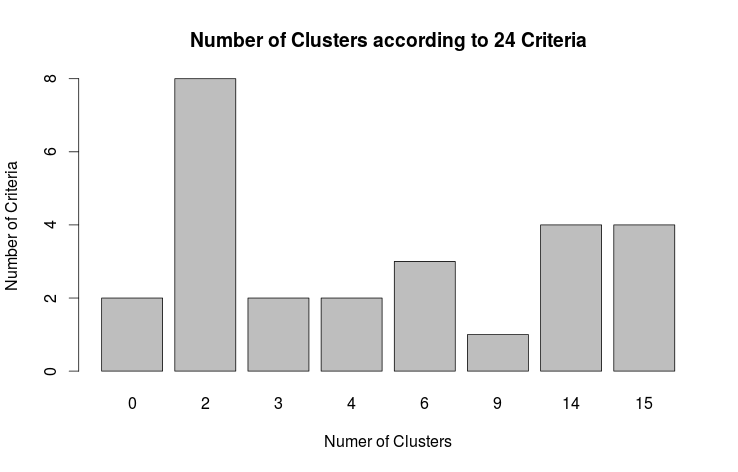 Number of Clusters according to 24 Criteria
Number of Criteria
8
6
4
2
0
0 2 3 4 6 9 14 15
Numer of Clusters